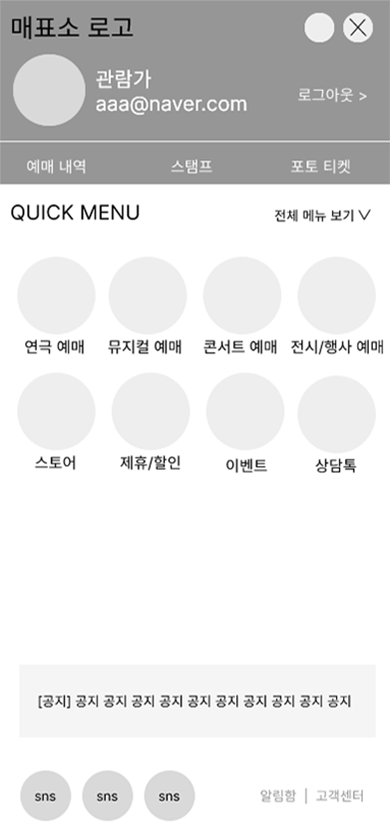 매표소 로고
관람가
aaa@naver.com
로그아웃 >
예매 내역 스탬프 포토 티켓
QUICK MENU 전체 메뉴 보기
연극 예매 뮤지컬 예매 콘서트 예매 전시/행사 예매
스토어 제휴/할인 이벤트 상담톡
[공지] 공지 공지 공지 공지 공지 공지 공지 공지 공지 공지
sns sns sns 알림함 | 고객센터